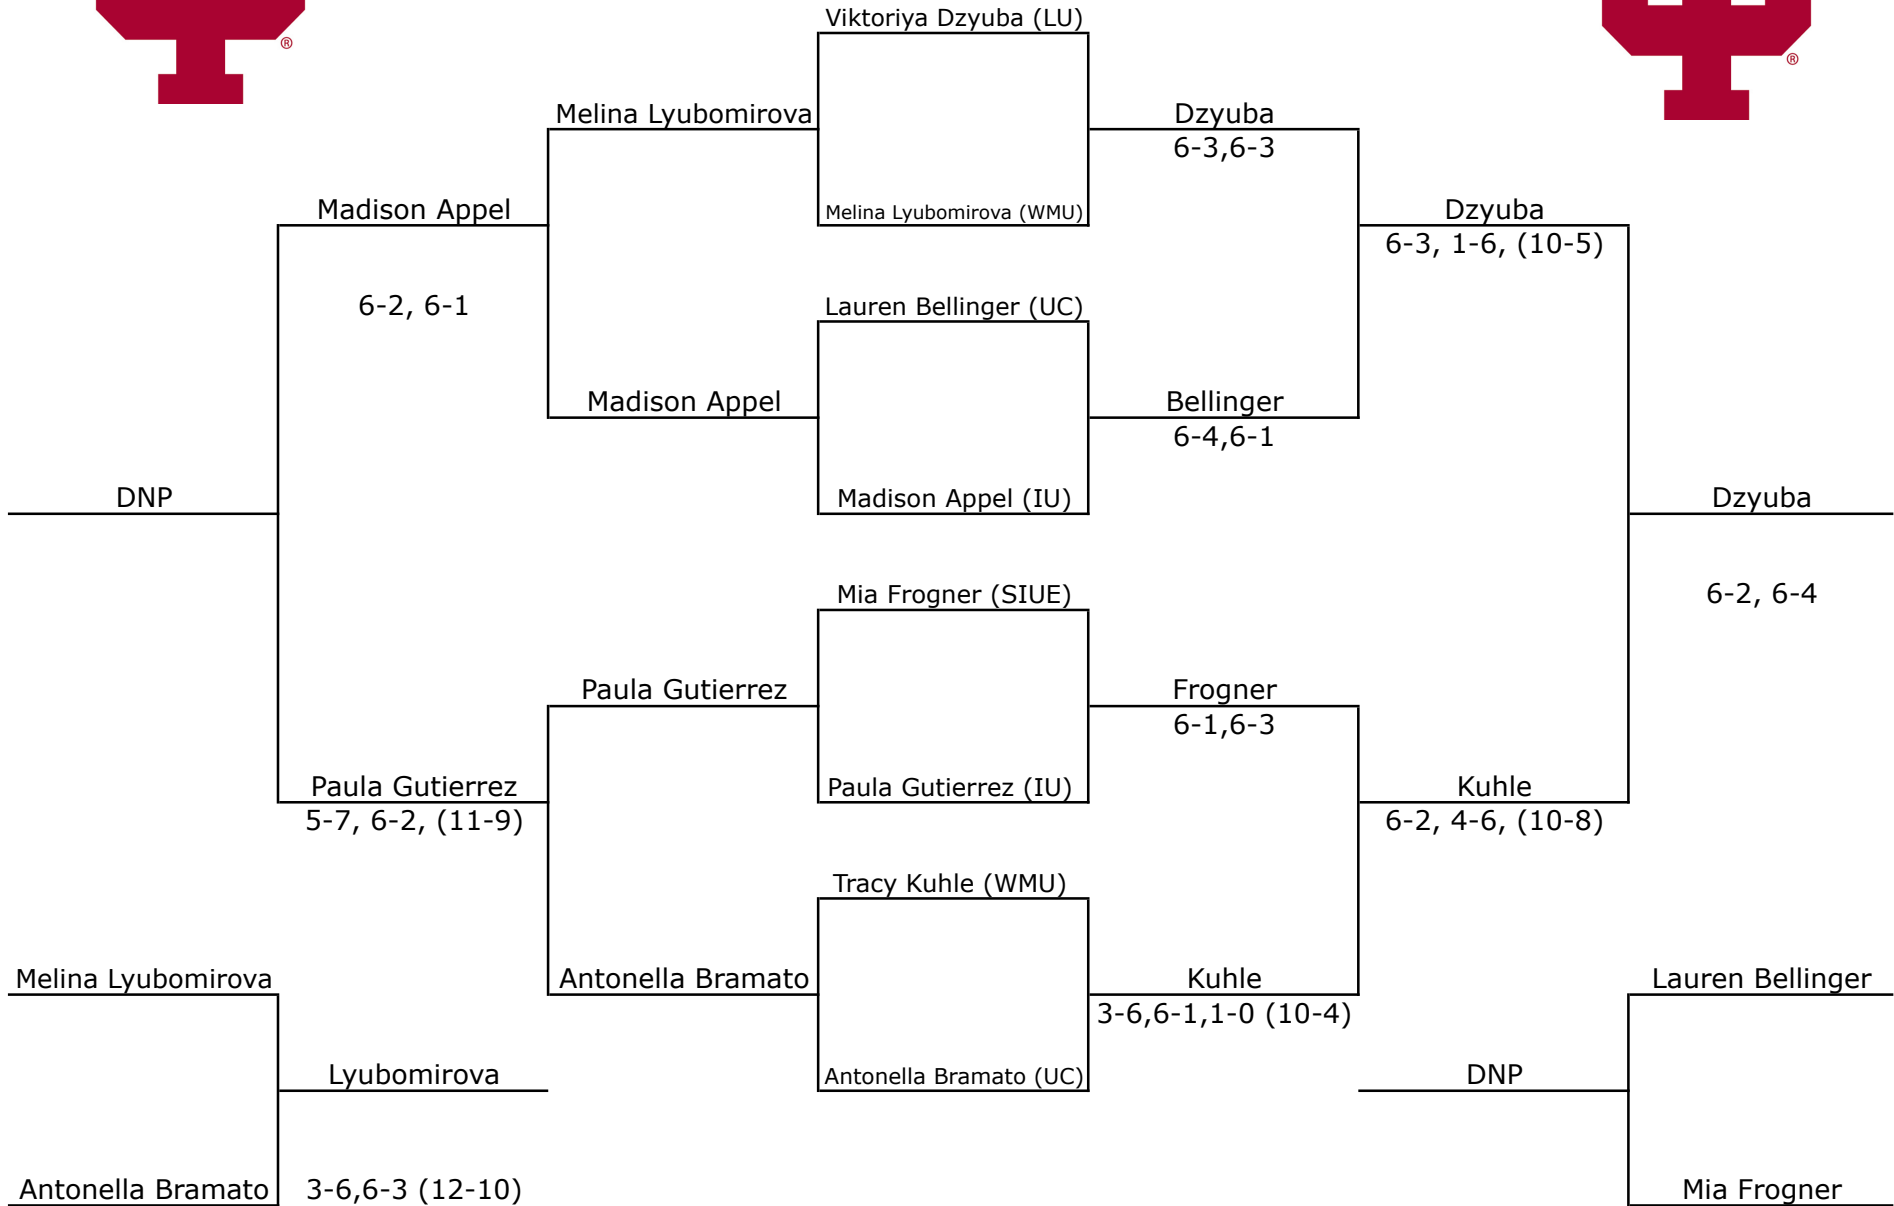 Viktoriya Dzyuba (LU)
®
®
Melina Lyubomirova
Dzyuba
6-3,6-3
Madison Appel
Melina Lyubomirova (WMU)
Dzyuba
6-3, 1-6, (10-5)
6-2, 6-1
Lauren Bellinger (UC)
Madison Appel
Bellinger
6-4,6-1
DNP
Madison Appel (IU)
Dzyuba
Mia Frogner (SIUE)
6-2, 6-4
Paula Gutierrez
Frogner
6-1,6-3
Paula Gutierrez
Paula Gutierrez (IU)
Kuhle
5-7, 6-2, (11-9)
6-2, 4-6, (10-8)
Tracy Kuhle (WMU)
Melina Lyubomirova
Antonella Bramato
Kuhle
Lauren Bellinger
3-6,6-1,1-0 (10-4)
Lyubomirova
Antonella Bramato (UC)
DNP
Antonella Bramato
3-6,6-3 (12-10)
Mia Frogner